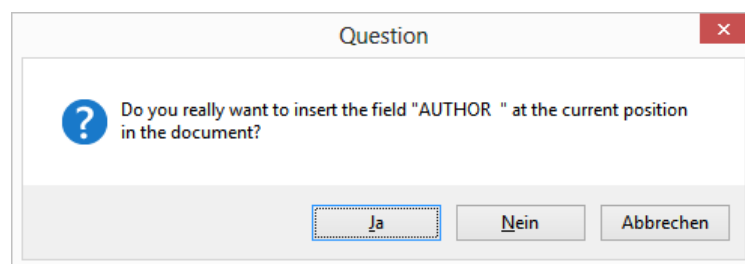 Question
Do you really want to insert the field "AUTHOR  " at the current position
in the document?
Ja
Nein
Abbrechen